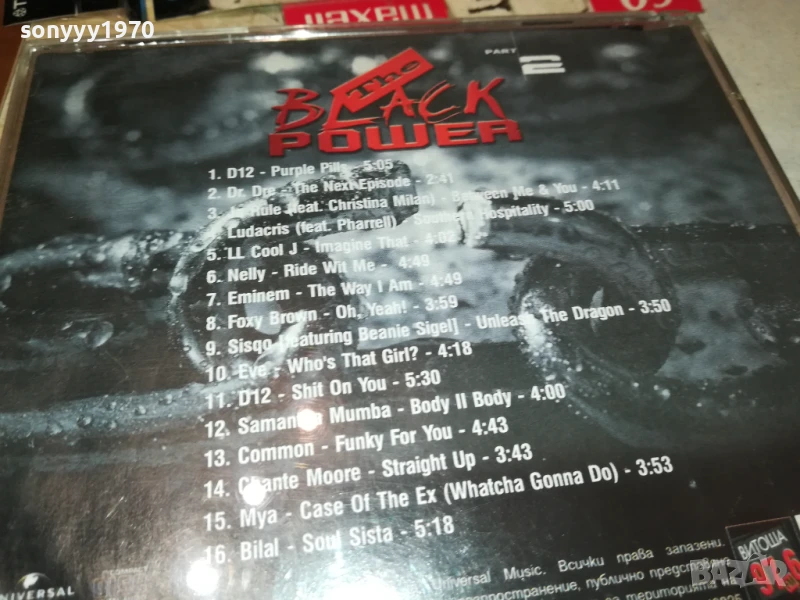 sonyyy1970
махен
PART 2
The
BLACK
POWER
1. D12 - Purple Pills - 5:05
2. Dr. Dre - The Next Episode - 2:41
3. Ja Rule (feat. Christina Milan) - Between Me & You - 4:11
Ludacris (feat. Pharrell) - Southern Hospitality - 5:00
5. LL Cool J - Imagine That - 4:03
6. Nelly - Ride Wit Me - 4:49
7. Eminem - The Way I Am - 4:49
8. Foxy Brown - Oh, Yeah! - 3:59
9. Sisqo [featuring Beanie Sigel] - Unleash The Dragon - 3:50
10. Eve - Who's That Girl? - 4:18
11. D12 - Shit On You - 5:30
12. Samantha Mumba - Body II Body - 4:00
13. Common - Funky For You - 4:43
14. Chante Moore - Straight Up - 3:43
15. Mya - Case Of The Ex (Whatcha Gonna Do) - 3:53
16. Bilal - Soul Sista - 5:18
UNIVERSAL
Universal Music. Всички права запазени.
публично
територията
ВИТОША